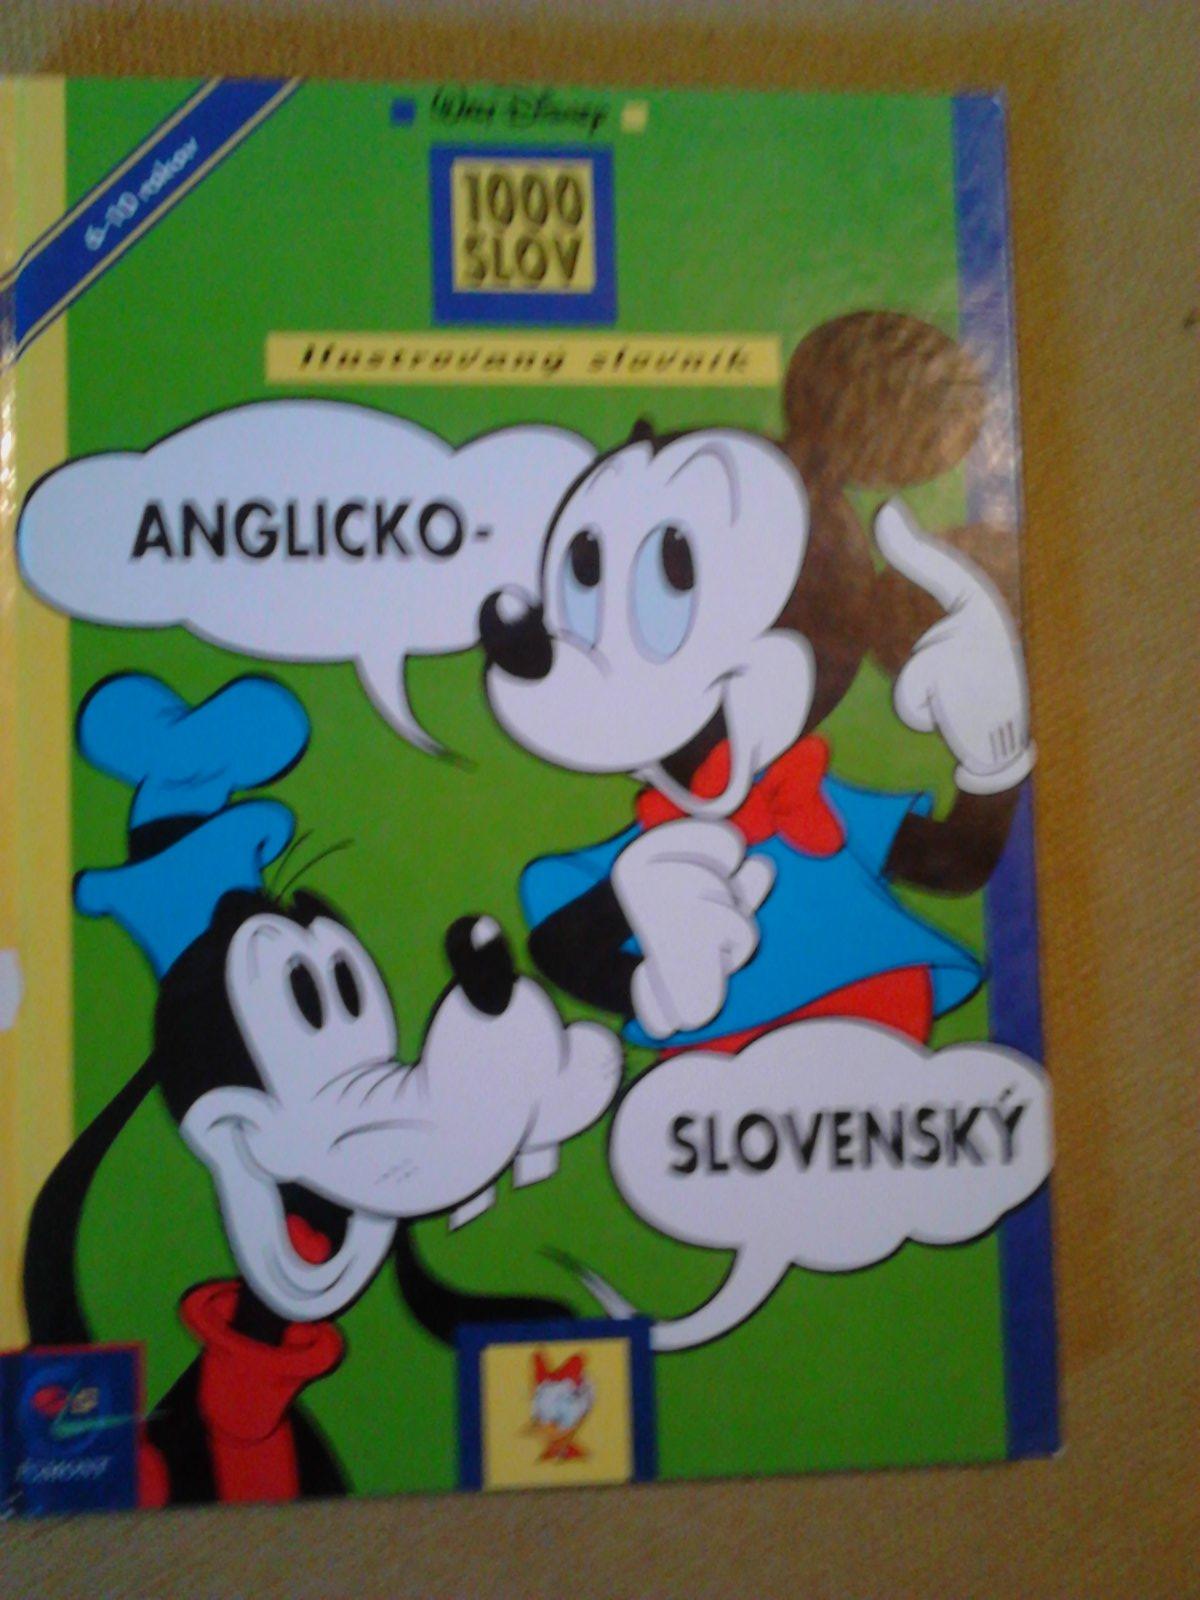 Walt Disney
6-10 rokov
1000
SLOV
Ilustrovaný slovník
ANGLICKO-
SLOVENSKÝ